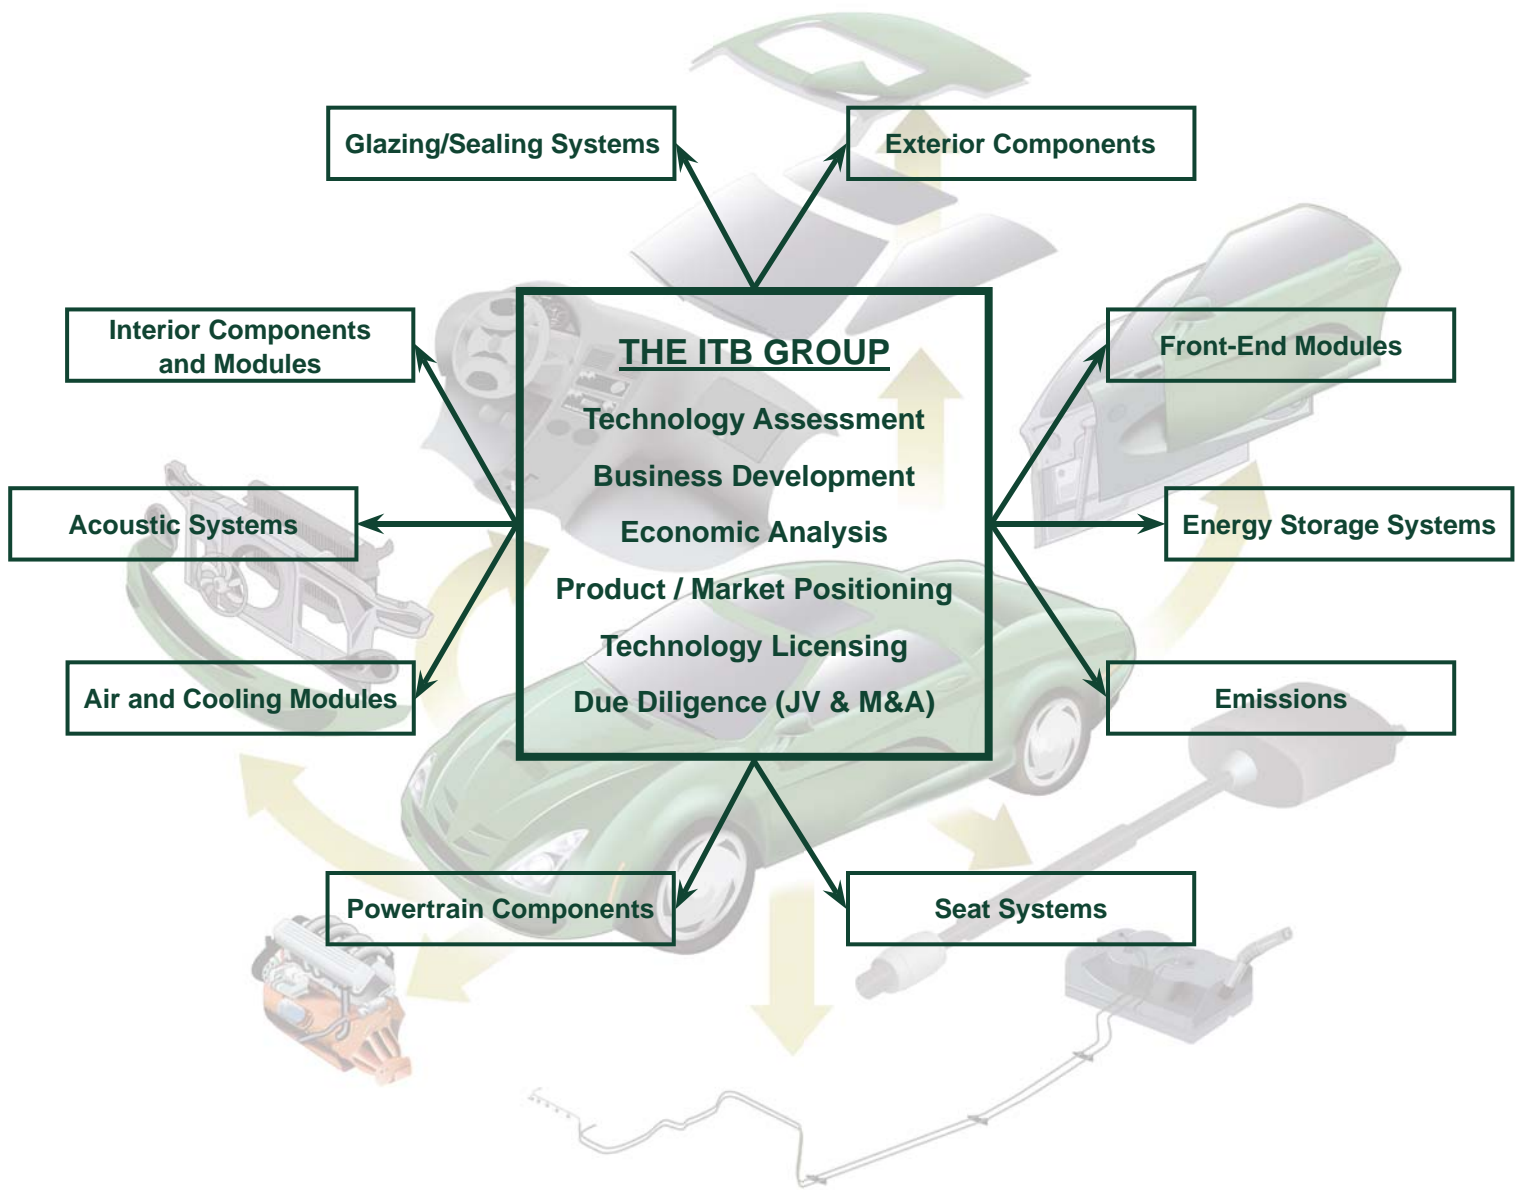 Glazing/Sealing Systems
Exterior Components
Interior Components
and Modules
THE ITB GROUP
Front-End Modules
Technology Assessment
Business Development
Acoustic Systems
Economic Analysis
Energy Storage Systems
Product / Market Positioning
Technology Licensing
Air and Cooling Modules
Due Diligence (JV & M&A)
Emissions
Powertrain Components
Seat Systems